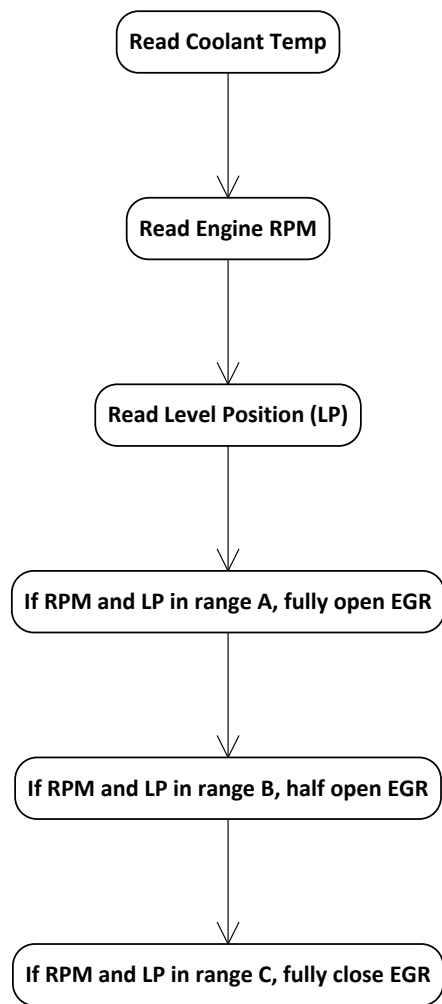 Read Coolant Temp
Read Engine RPM
Read Level Position (LP)
If RPM and LP in range A, fully open EGR
If RPM and LP in range B, half open EGR
If RPM and LP in range C, fully close EGR